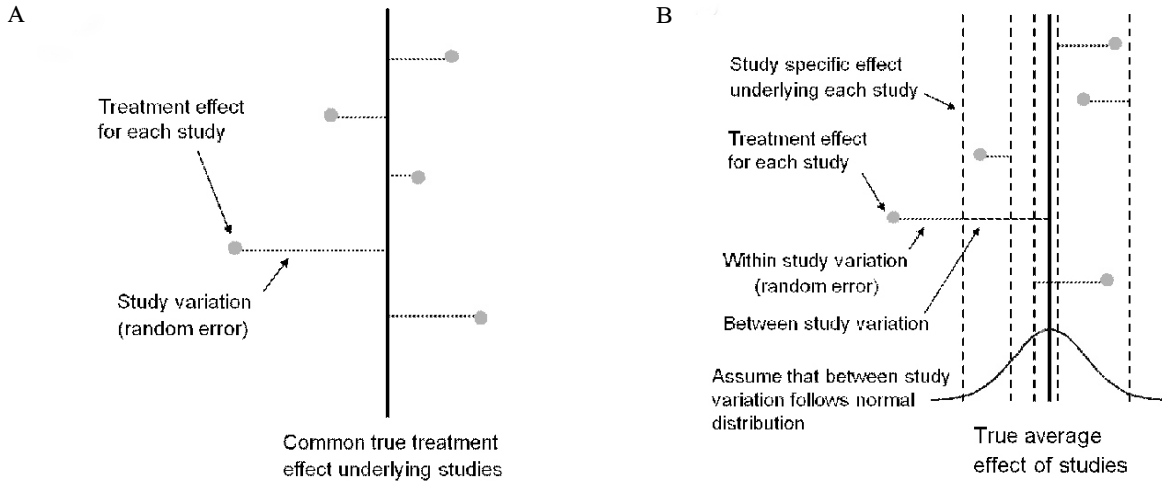 A
Treatment effect
for each study
Study variation
(random error)
Common true treatment
effect underlying studies
B
Study specific effect
underlying each study
Treatment effect
for each study
Within study variation
(random error)
Between study variation
Assume that between study
variation follows normal
distribution
True average
effect of studies